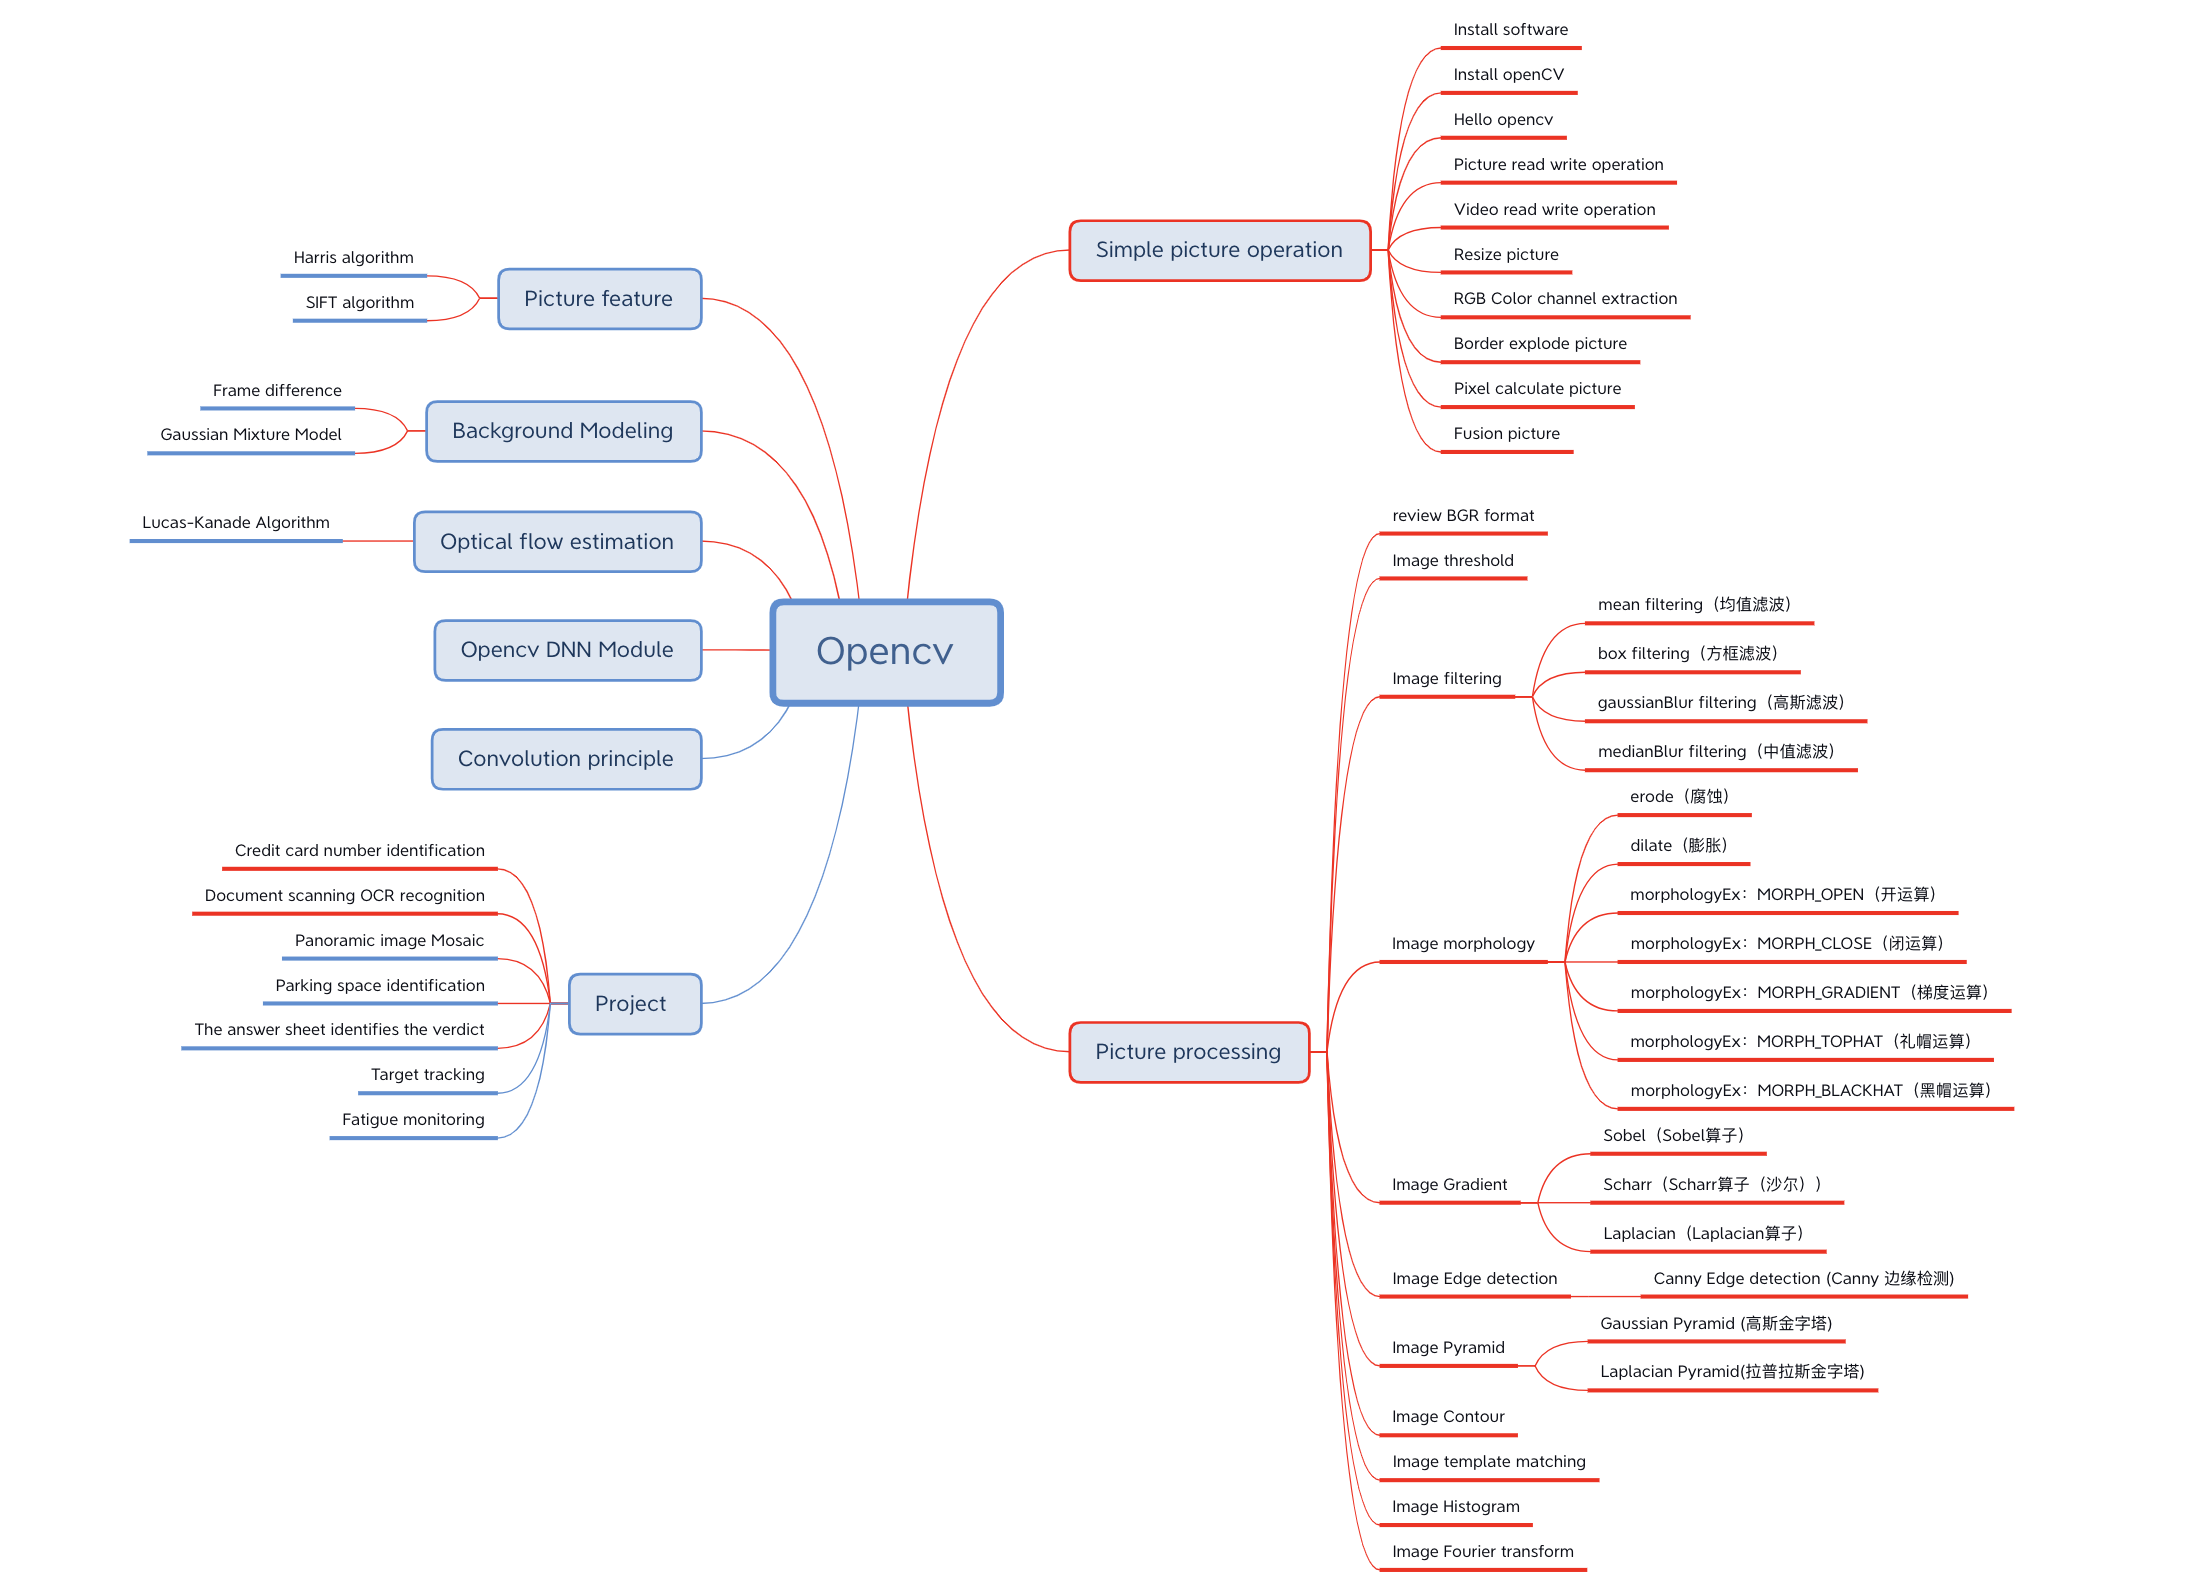 Opencv
Simple picture operation
Install software
Install openCV
Hello opencv
Picture read write operation
Video read write operation
Resize picture
RGB Color channel extraction
Border explode picture
Pixel calculate picture
Fusion picture
Picture processing
review BGR format
Image threshold
Image filtering
mean filtering（均值滤波）
box filtering（方框滤波）
gaussianBlur filtering（高斯滤波）
medianBlur filtering（中值滤波）
Image morphology
erode（腐蚀）
dilate（膨胀）
morphologyEx：MORPH_OPEN（开运算）
morphologyEx：MORPH_CLOSE（闭运算）
morphologyEx：MORPH_GRADIENT（梯度运算）
morphologyEx：MORPH_TOPHAT（礼帽运算）
morphologyEx：MORPH_BLACKHAT（黑帽运算）
Image Gradient
Sobel（Sobel算子）
Scharr（Scharr算子（沙尔））
Laplacian（Laplacian算子）
Image Edge detection
Canny Edge detection (Canny 边缘检测)
Image Pyramid
Gaussian Pyramid (高斯金字塔)
Laplacian Pyramid(拉普拉斯金字塔)
Image Contour
Image template matching
Image Histogram
Image Fourier transform
Picture feature
Harris algorithm
SIFT algorithm
Background Modeling
Frame difference
Gaussian Mixture Model
Optical flow estimation
Lucas-Kanade Algorithm
Opencv DNN Module
Convolution principle
Project
Credit card number identification
Document scanning OCR recognition
Panoramic image Mosaic
Parking space identification
The answer sheet identifies the verdict
Target tracking
Fatigue monitoring